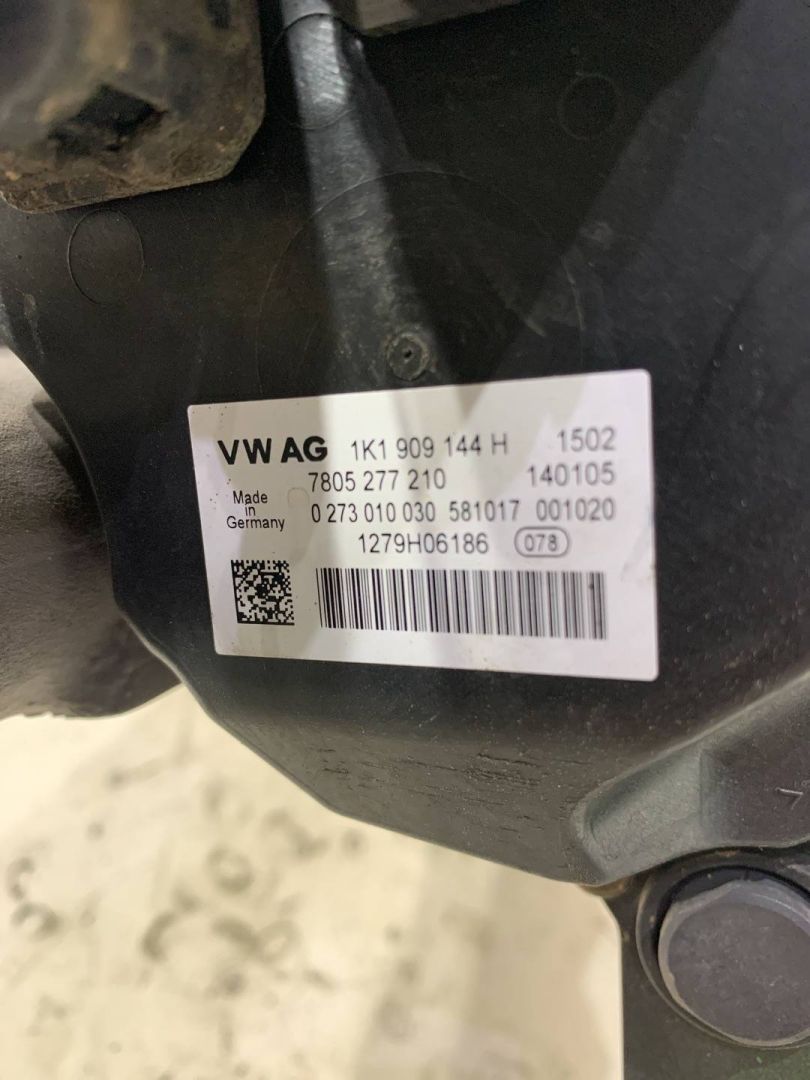 VW AG 1K1 909 144 H 1502
7805 277 210 140105
Made
in
Germany
0 273 010 030 581017 001020
1279H06186 078